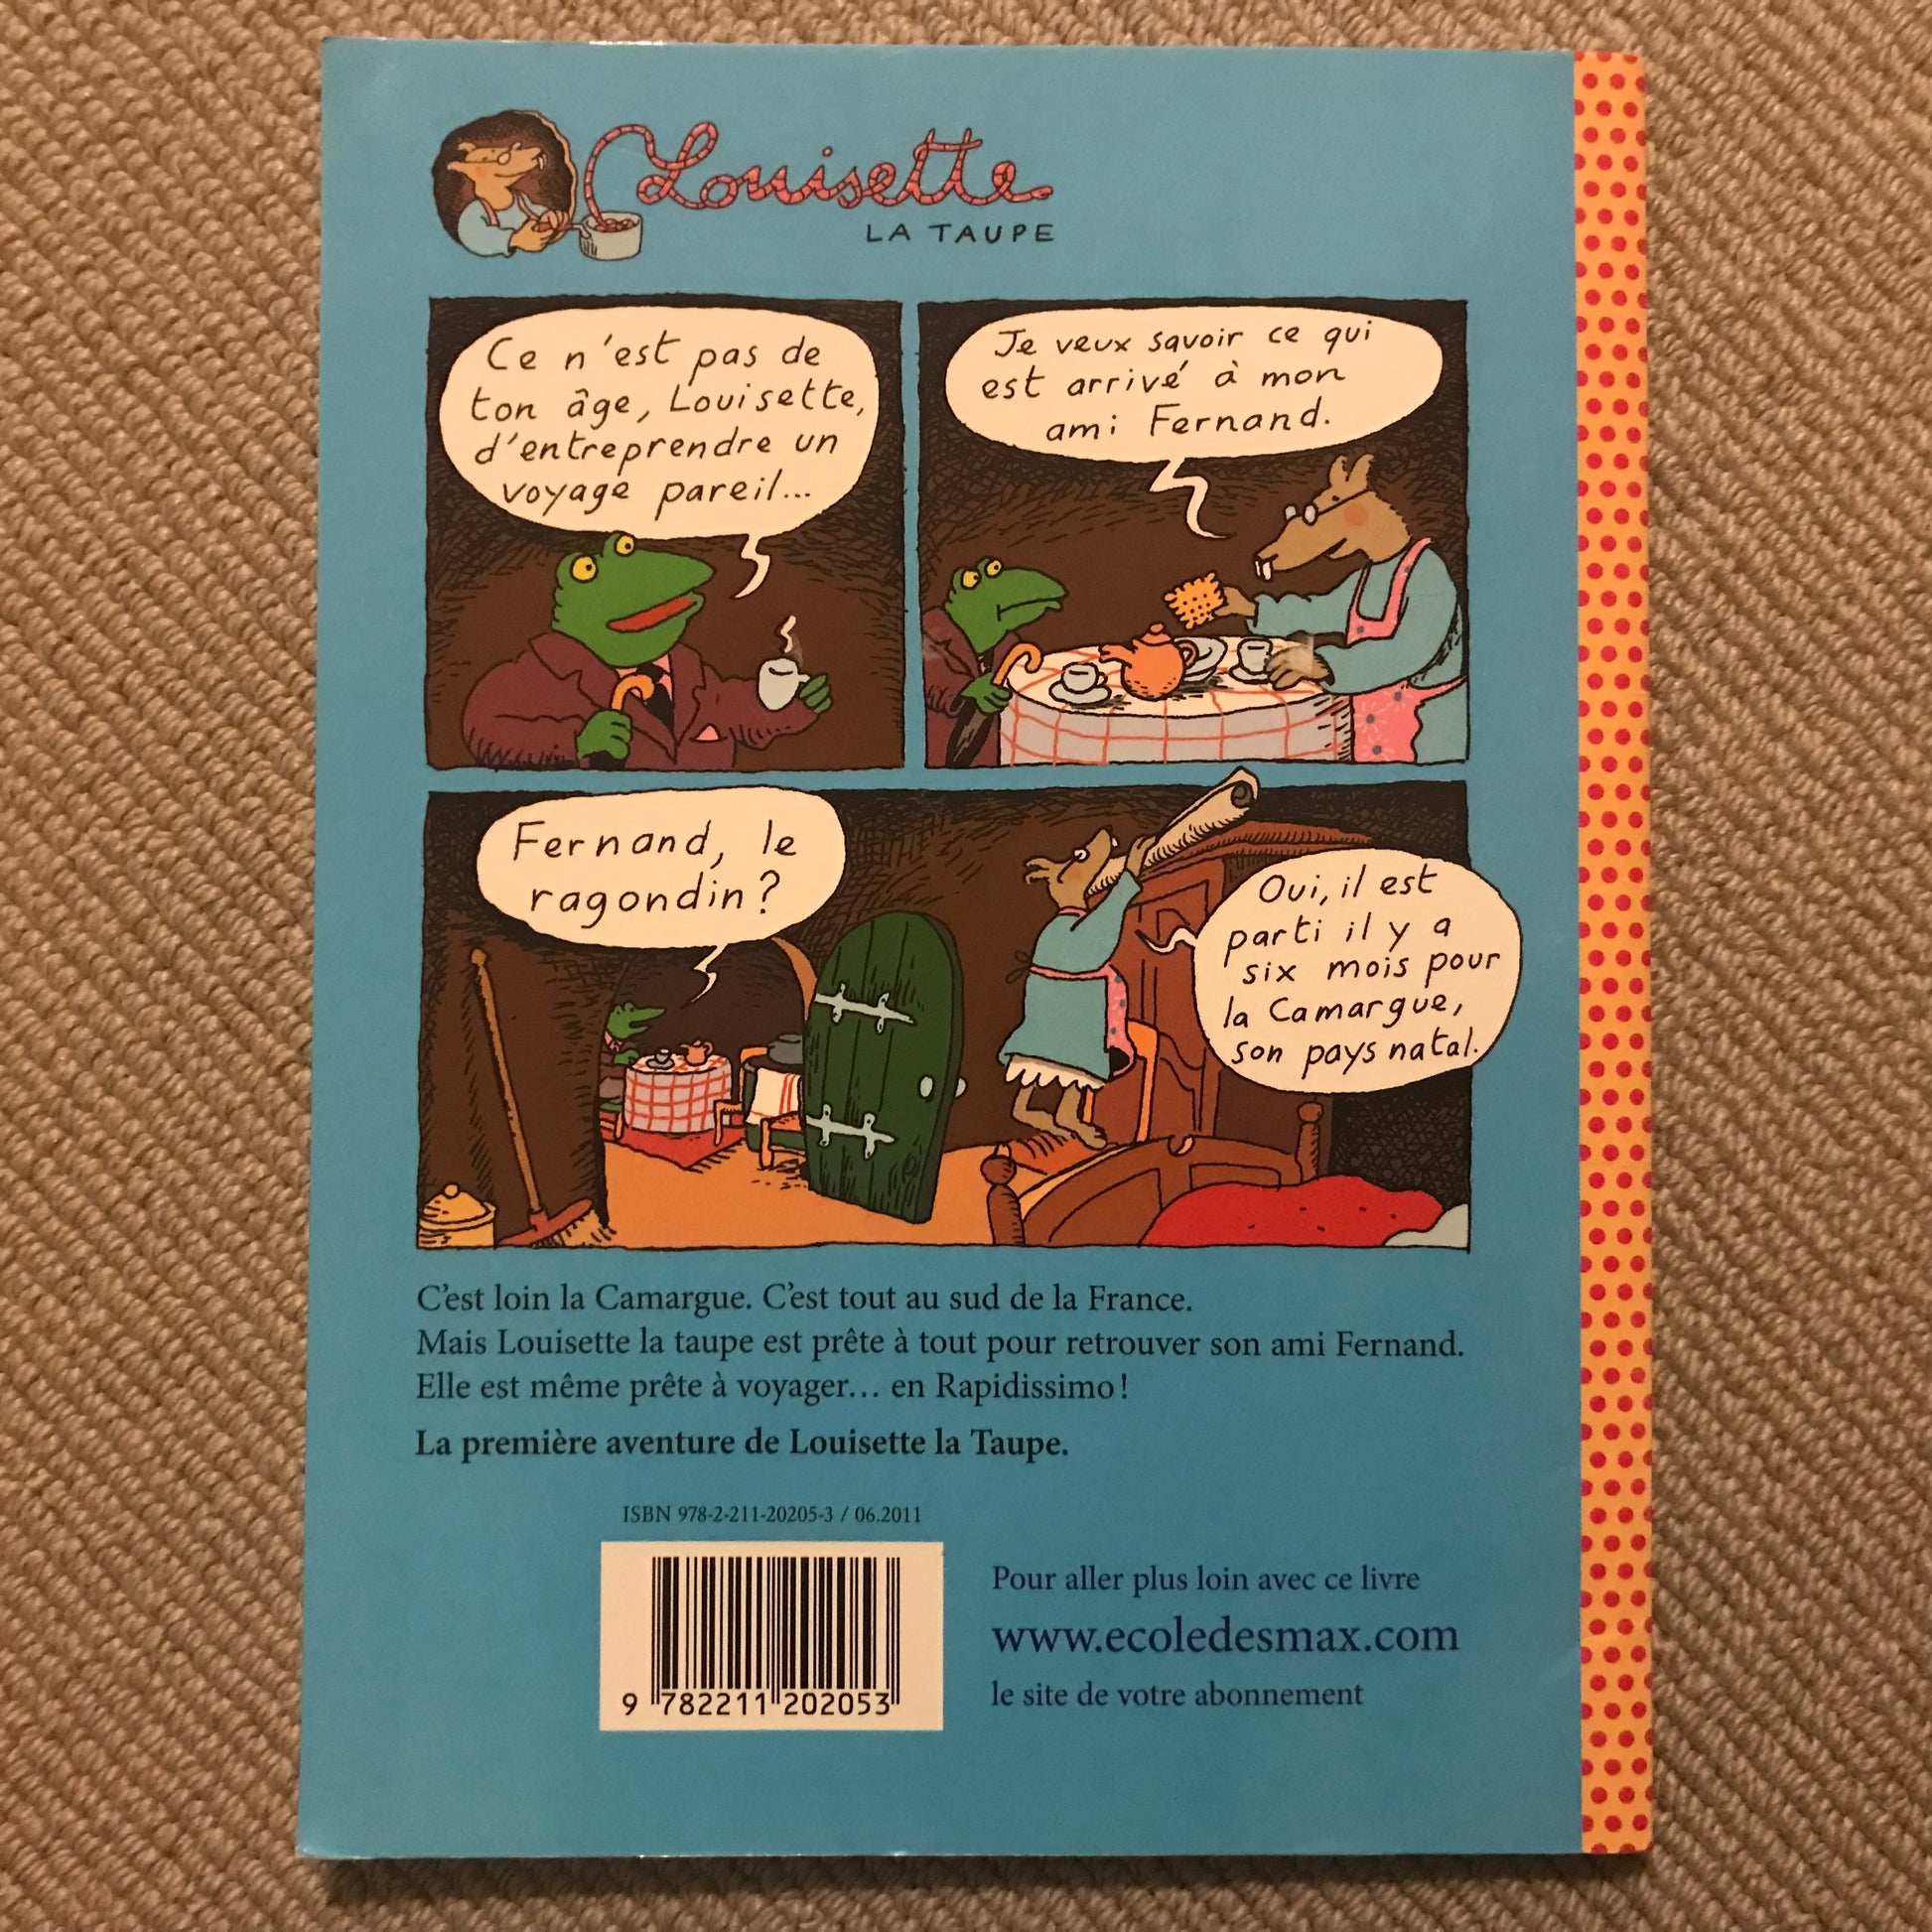 Louisette
LA TAUPE
Ce n'est pas de
ton âge, Louisette,
d'entreprendre un
voyage pareil...
Je veux savoir ce qui
est arrivé à mon
ami Fernand.
Fernand, le
ragondin?
Oui, il est
parti il y a
six mois pour
la Camargue,
son pays natal.
C'est loin la Camargue. C'est tout au sud de la France.
Mais Louisette la taupe est prête à tout pour retrouver son ami Fernand.
Elle est même prête à voyager... en Rapidissimo !
La première aventure de Louisette la Taupe.
ISBN 978-2-211-20205-3 / 06.2011
9 782211 202053
Pour aller plus loin avec ce livre
www.ecoledesmax.com
le site de votre abonnement